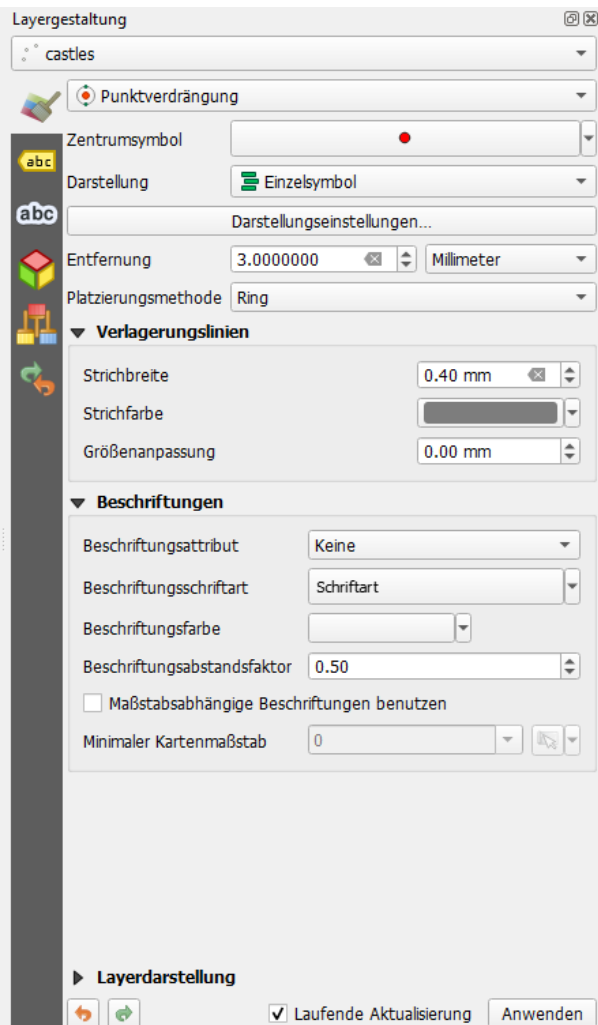 Layergestaltung
castles
Punktverdrängung
Zentrumsymbol
abc
Darstellung Einzelsymbol
abc
Darstellungseinstellungen...
Entfernung 3.0000000 Millimeter
Platzierungsmethode Ring
Verlagerungslinien
Strichbreite 0.40 mm
Strichfarbe
Größenanpassung 0.00 mm
Beschriftungen
Beschriftungsattribut Keine
Beschriftungsschriftart Schriftart
Beschriftungsfarbe
Beschriftungsabstandsfaktor 0.50
Maßstabsabhängige Beschriftungen benutzen
Minimaler Kartenmaßstab 0
Layerdarstellung
Laufende Aktualisierung Anwenden